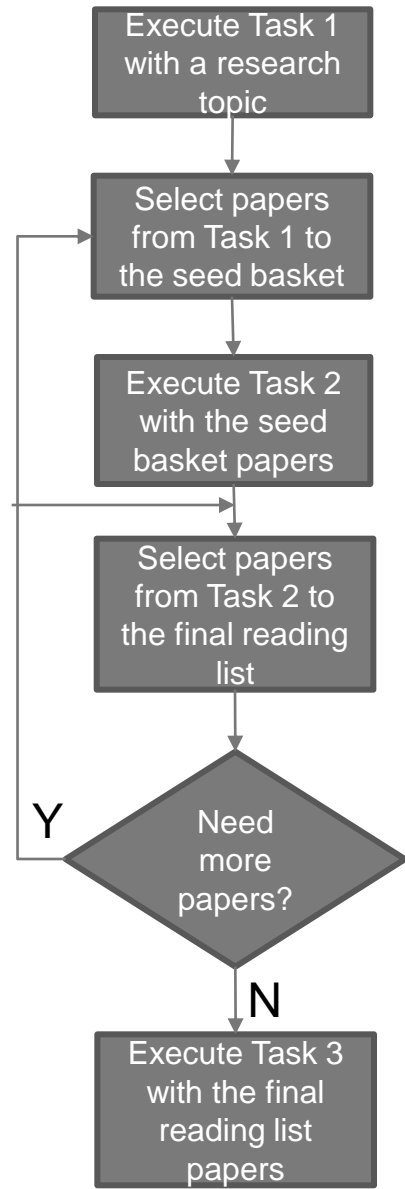 Execute Task 1
with a research
topic
Select papers
from Task 1 to
the seed basket
Execute Task 2
with the seed
basket papers
Select papers
from Task 2 to
the final reading
list
Y
Need
more
papers?
N
Execute Task 3
with the final
reading list
papers